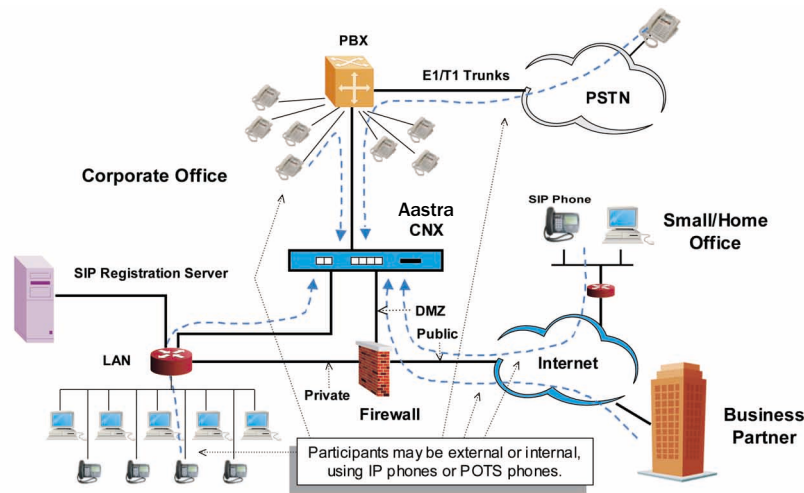 PBX
E1/T1 Trunks
PSTN
Corporate Office
Aastra
CNX
SIP Phone
Small/Home
Office
SIP Registration Server
DMZ
Public
LAN
Internet
Private
Firewall
Business
Partner
Participants may be external or internal,
using IP phones or POTS phones.